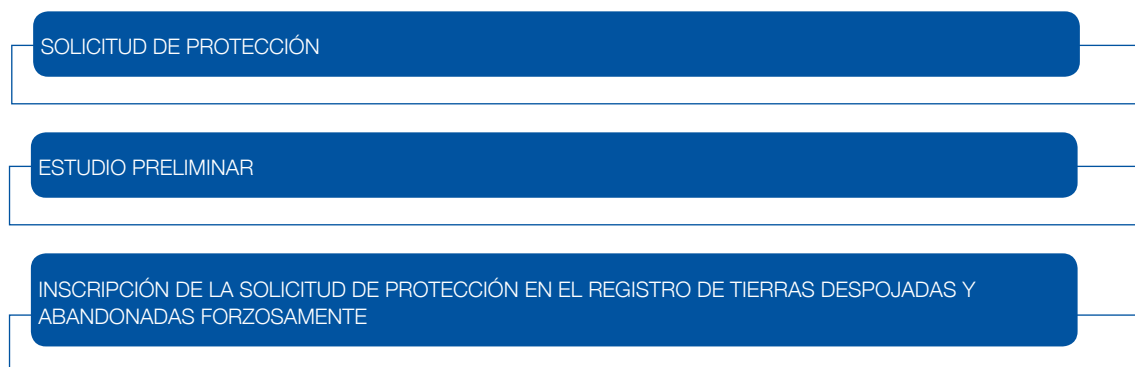 SOLICITUD DE PROTECCIÓN
ESTUDIO PRELIMINAR
INSCRIPCIÓN DE LA SOLICITUD DE PROTECCIÓN EN EL REGISTRO DE TIERRAS DESPOJADAS Y
ABANDONADAS FORZOSAMENTE